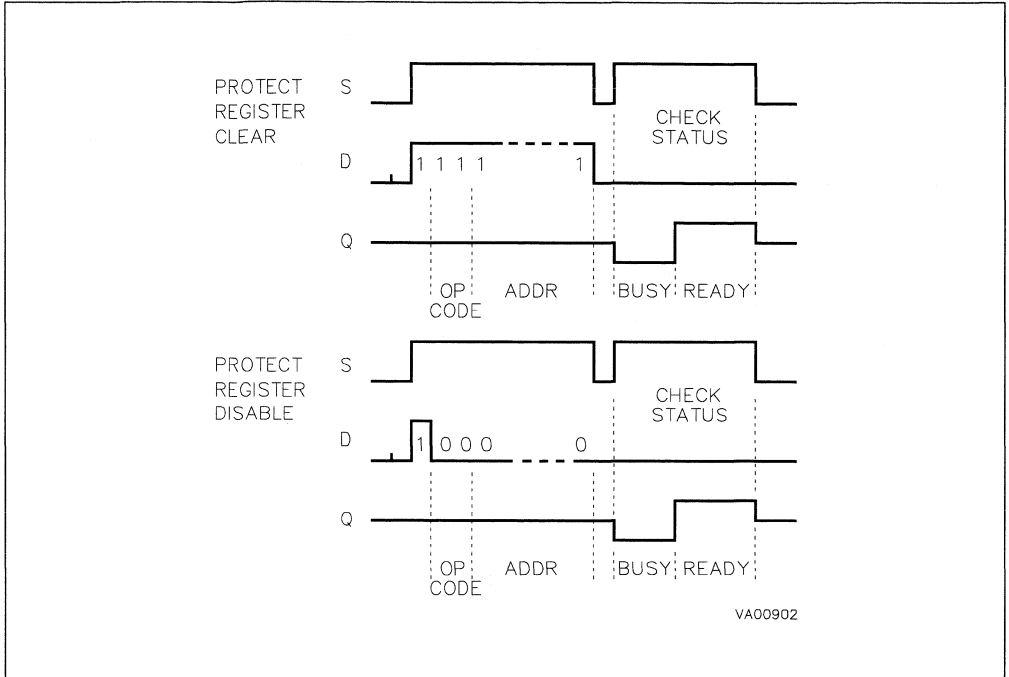 PROTECT REGISTER CLEAR
S
CHECK STATUS
D
1 1 1 1 1
Q
OP CODE
ADDR
BUSY
READY
PROTECT REGISTER DISABLE
S
CHECK STATUS
D
1 0 0 0 0
Q
OP CODE
ADDR
BUSY
READY
VA00902